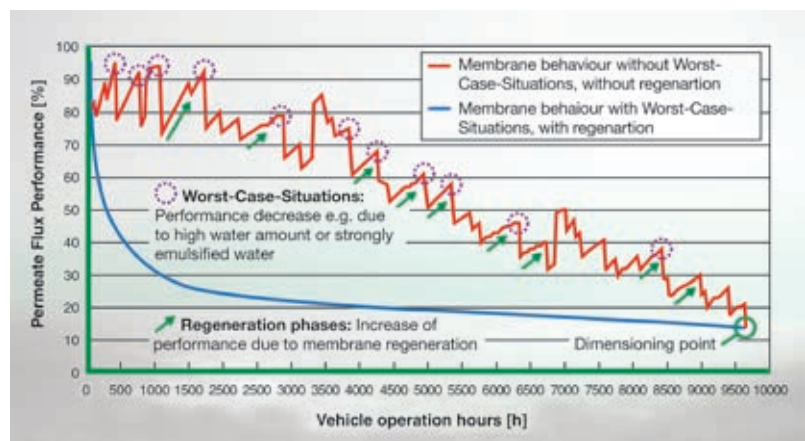 Permeate Flux Performance [%]
100
90
80
70
60
50
40
30
20
10
0
Membrane behaviour without Worst-
Case-Situations, without regenartion
Membrane behaiour with Worst-Case-
Situations, with regenartion
Worst-Case-Situations:
Performance decrease e.g. due
to high water amount or strongly
emulsified water
Regeneration phases: Increase of
performance due to membrane regeneration
Dimensioning point
0 500 1000 1500 2000 2500 3000 3500 4000 4500 5000 5500 6000 6500 7000 7500 8000 8500 9000 9500 10000
Vehicle operation hours [h]